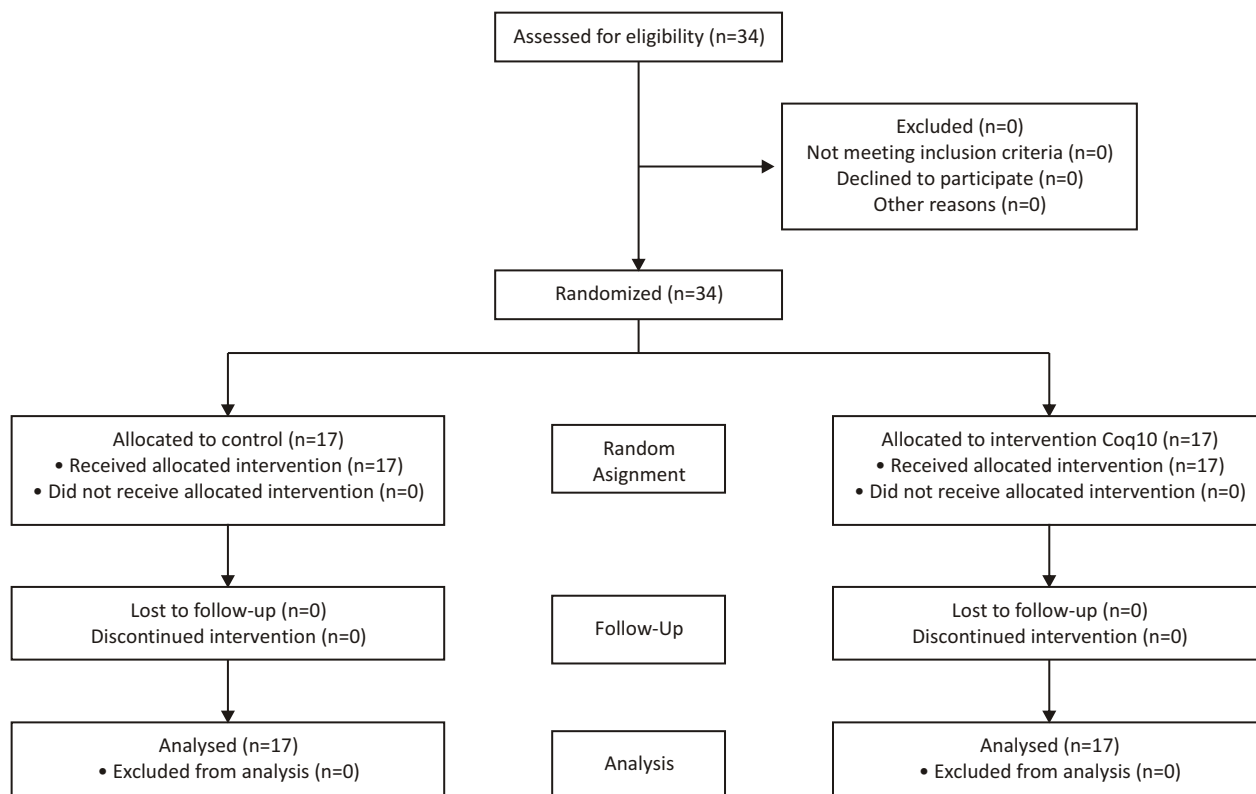 Assessed for eligibility (n=34)
Excluded (n=0)
Not meeting inclusion criteria (n=0)
Declined to participate (n=0)
Other reasons (n=0)
Randomized (n=34)
Allocated to control (n=17)
• Received allocated intervention (n=17)
• Did not receive allocated intervention (n=0)
Random
Asignment
Allocated to intervention Coq10 (n=17)
• Received allocated intervention (n=17)
• Did not receive allocated intervention (n=0)
Lost to follow-up (n=0)
Discontinued intervention (n=0)
Follow-Up
Lost to follow-up (n=0)
Discontinued intervention (n=0)
Analysed (n=17)
• Excluded from analysis (n=0)
Analysis
Analysed (n=17)
• Excluded from analysis (n=0)